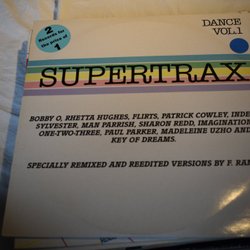 2
Records for
the price of
1
DANCE
VOL.1
SUPERTRAX
BOBBY O, RHETTA HUGHES, FLIRTS, PATRICK COWLEY, INDE
SYLVESTER, MAN PARRISH, SHARON REDD, IMAGINATION
ONE-TWO-THREE, PAUL PARKER, MADELEINE UZHO AND
KEY OF DREAMS.
SPECIALLY REMIXED AND REEDITED VERSIONS BY F. RAM